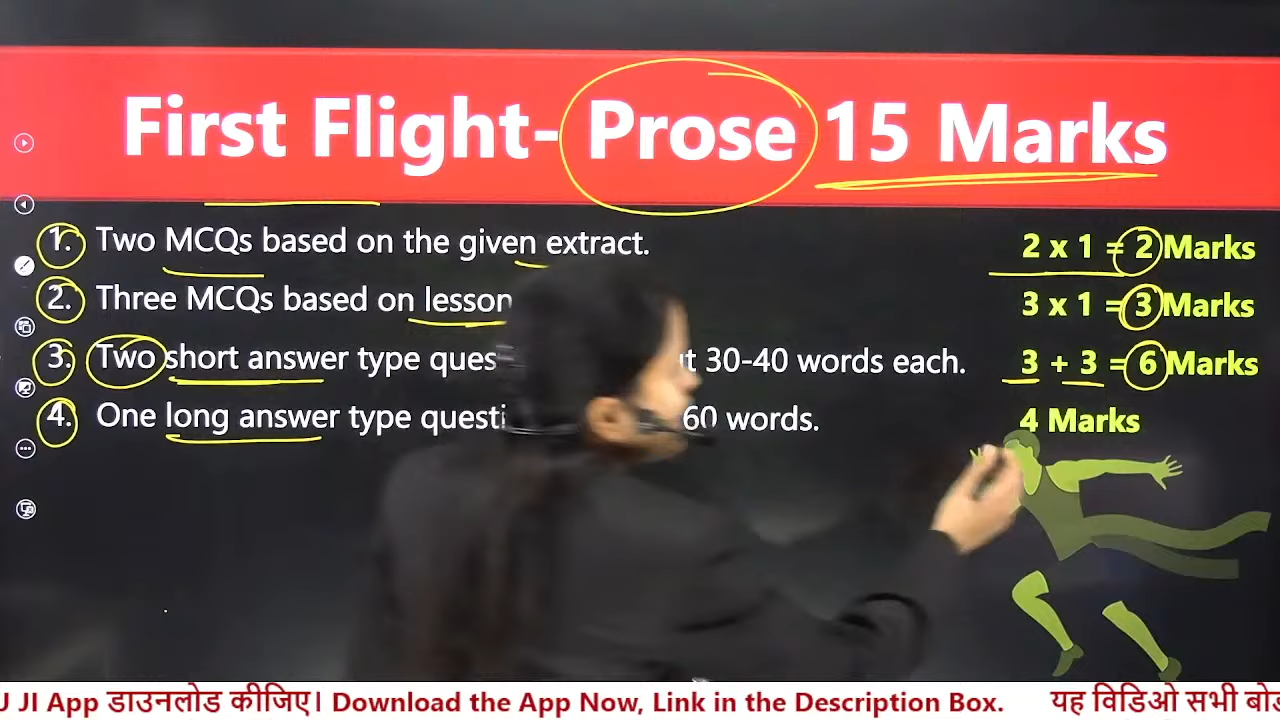 First Flight- Prose 15 Marks
1. Two MCQs based on the given extract. 2 x 1 = 2 Marks
2. Three MCQs based on lesson 3 x 1 = 3 Marks
3. Two short answer type 30-40 words each. 3 + 3 = 6 Marks
4. One long answer type 60 words. 4 Marks
JI App डाउनलोड कीजिए। Download the App Now, Link in the Description Box. यह विडिओ सभी